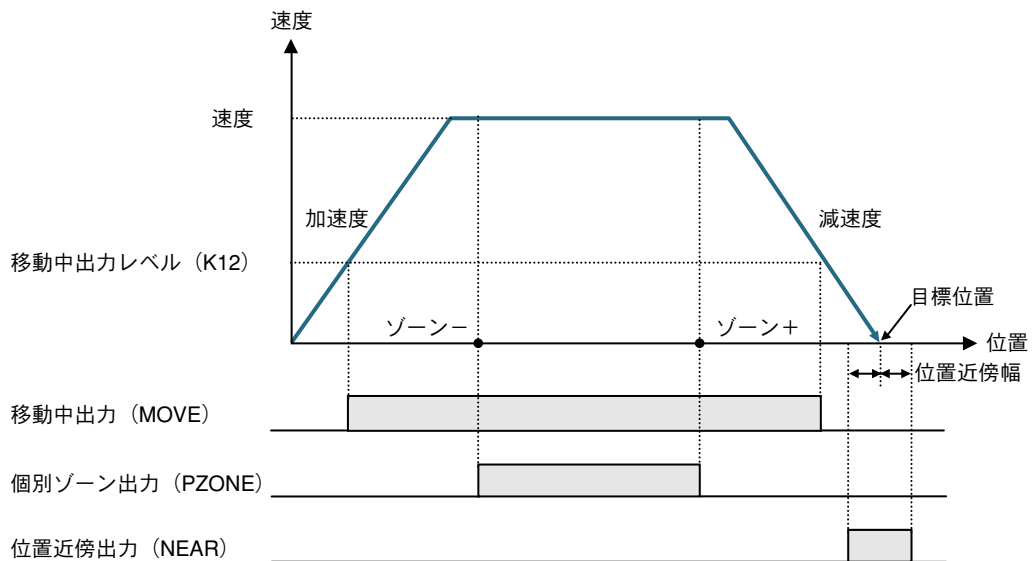 速度
速度
加速度
減速度
移動中出力レベル（K12）
目標位置
ゾーン－
ゾーン＋
位置
位置近傍幅
移動中出力（MOVE）
個別ゾーン出力（PZONE）
位置近傍出力（NEAR）